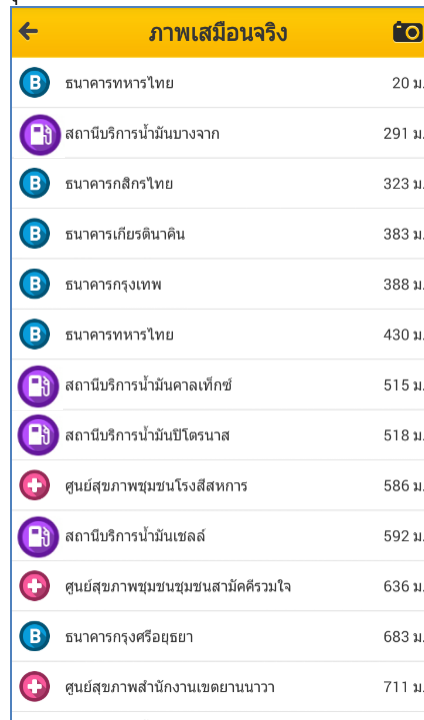 ภาพเสมือนจริง
B ธนาคารทหารไทย 20 ม.
สถานีบริการน้ำมันบางจาก 291 ม.
B ธนาคารกสิกรไทย 323 ม.
B ธนาคารเกียรตินาคิน 383 ม.
B ธนาคารกรุงเทพ 388 ม.
B ธนาคารทหารไทย 430 ม.
สถานีบริการน้ำมันคาลเท็กซ์ 515 ม.
สถานีบริการน้ำมันปิโตรนาส 518 ม.
ศูนย์สุขภาพชุมชนโรงสีสหการ 586 ม.
สถานีบริการน้ำมันเชลล์ 592 ม.
ศูนย์สุขภาพชุมชนชุมชนสามัคคีรวมใจ 636 ม.
B ธนาคารกรุงศรีอยุธยา 683 ม.
ศูนย์สุขภาพสำนักงานเขตยานนาวา 711 ม.